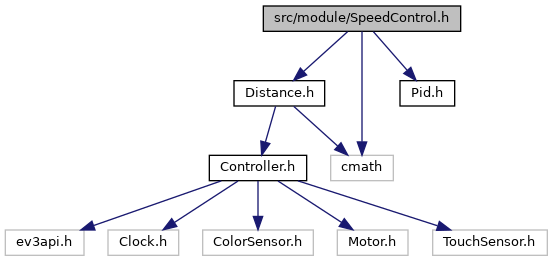 src/module/SpeedControl.h
Distance.h
Pid.h
Controller.h
cmath
ev3api.h
Clock.h
ColorSensor.h
Motor.h
TouchSensor.h